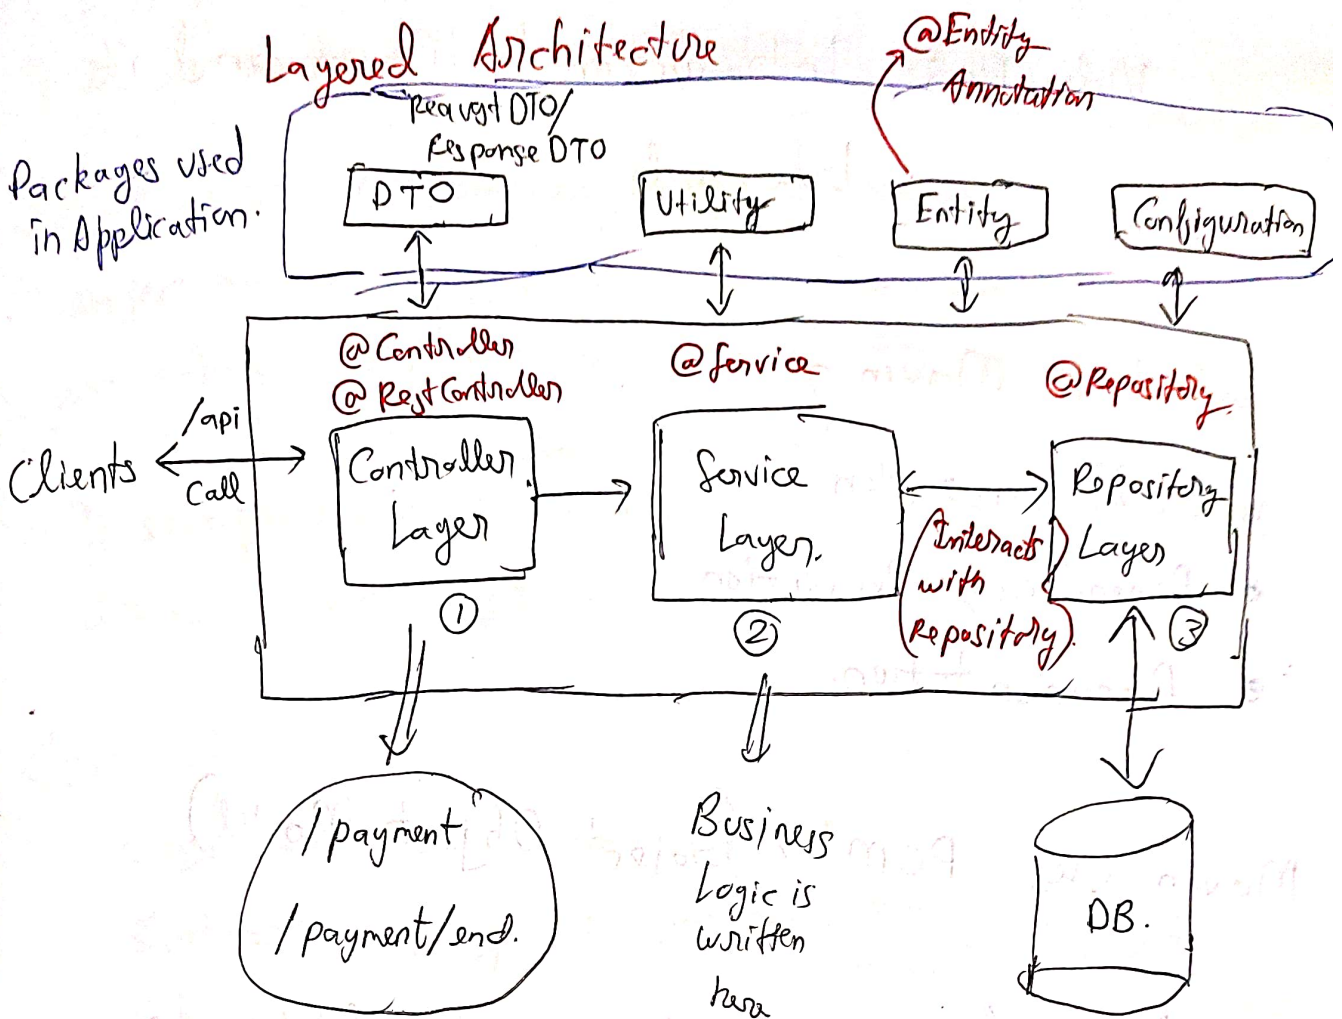 Layered Architecture
@Entity
Annotation
Request DTO/
Response DTO
Packages used
in Application.
DTO
Utility
Entity
Configuration
@Controller
@RestController
@Service
@Repository
/api
Call
Clients
Controller
Layer
Service
Layer.
Repository
Layer
(Interacts
with
Repository).
1
2
3
/payment
/payment/end.
Business
Logic is
written
here
DB.